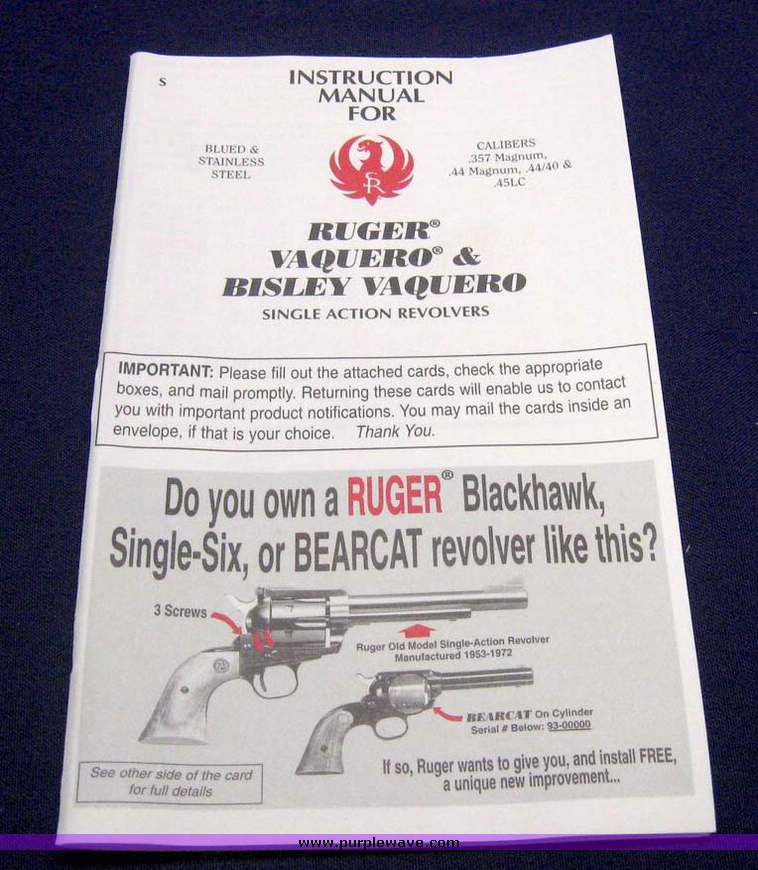 S
INSTRUCTION
MANUAL
FOR
BLUED &
STAINLESS
STEEL
SR
CALIBERS
.357 Magnum,
.44 Magnum, .44/40 &
.45LC
RUGER®
VAQUERO® &
BISLEY VAQUERO
SINGLE ACTION REVOLVERS
IMPORTANT: Please fill out the attached cards, check the appropriate
boxes, and mail promptly. Returning these cards will enable us to contact
you with important product notifications. You may mail the cards inside an
envelope, if that is your choice. Thank You.
Do you own a RUGER® Blackhawk,
Single-Six, or BEARCAT revolver like this?
3 Screws
Ruger Old Model Single-Action Revolver
Manufactured 1953-1972
BEARCAT On Cylinder
Serial # Below: 93-00000
If so, Ruger wants to give you, and install FREE,
a unique new improvement...
See other side of the card
for full details
www.purplewave.com